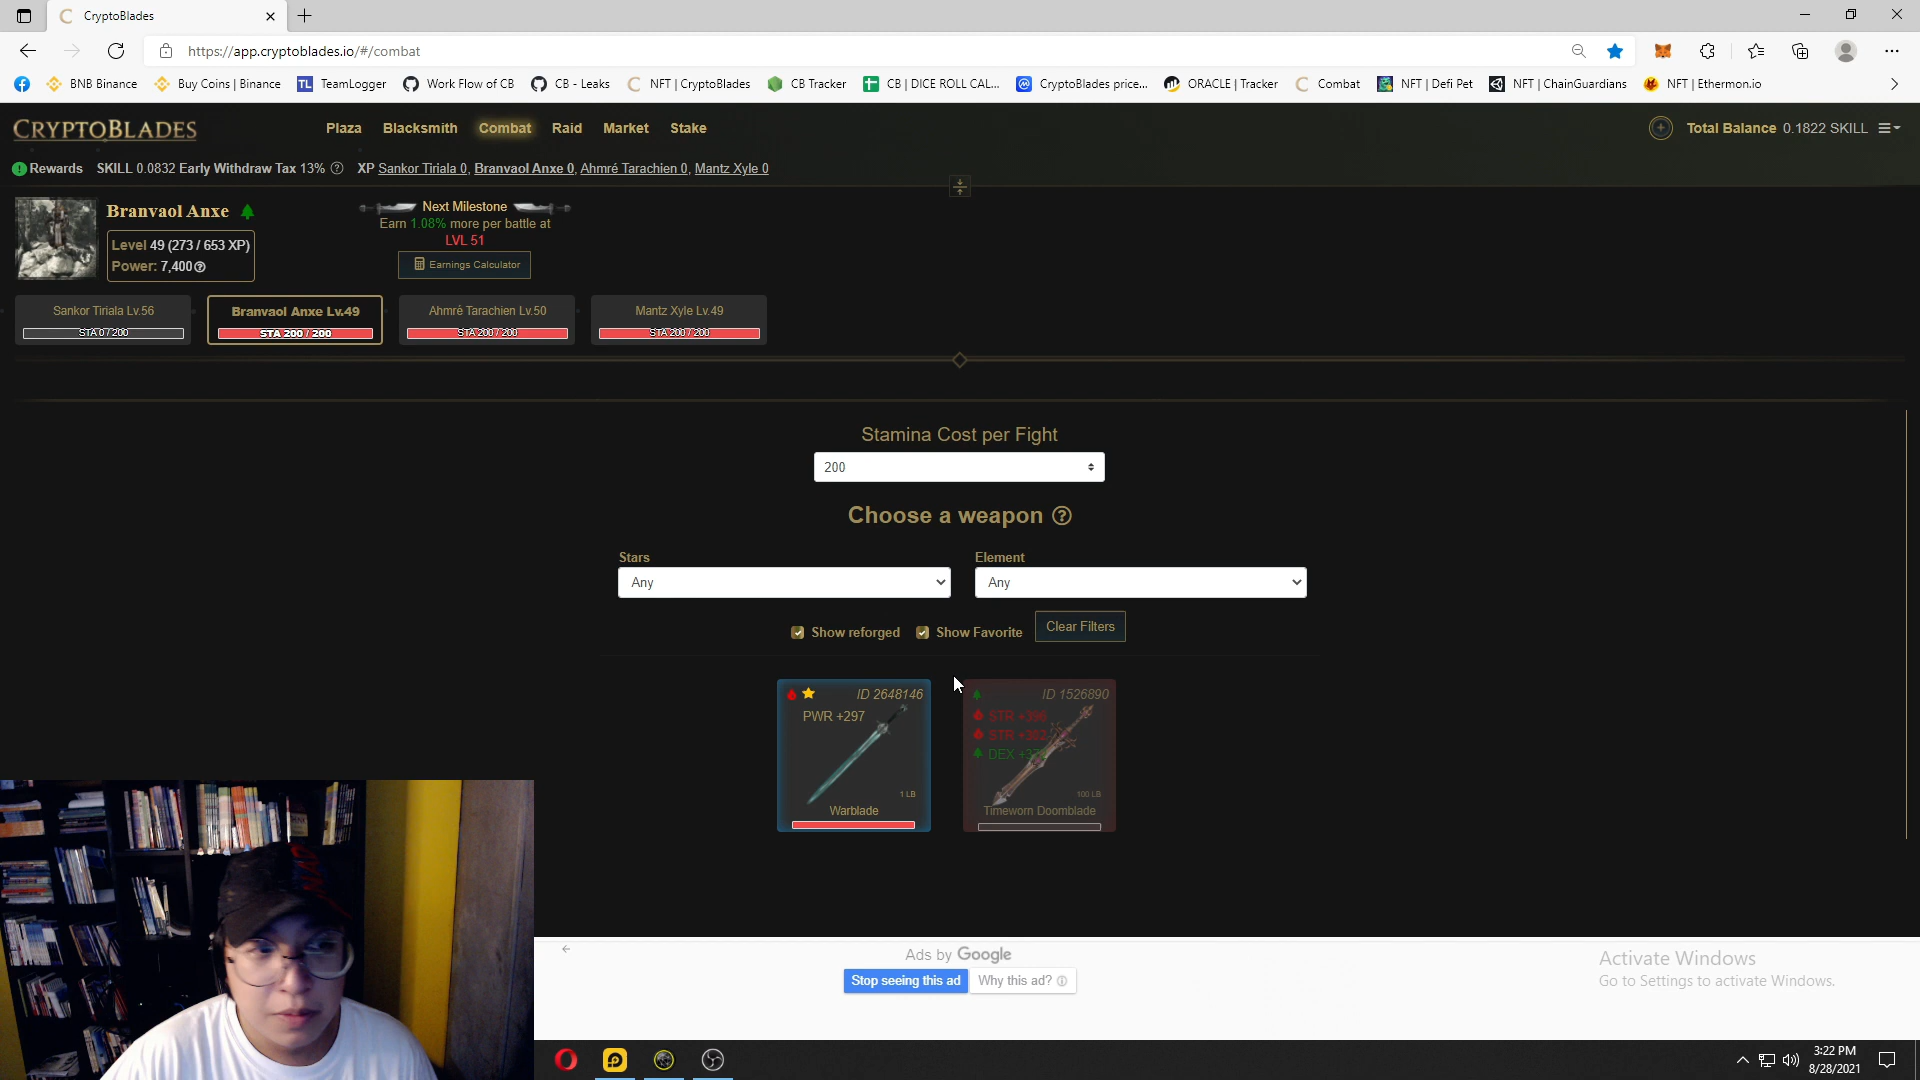 CryptoBlades
https://app.cryptoblades.io/#/combat
BNB Binance
Buy Coins | Binance
TL TeamLogger
Work Flow of CB
CB - Leaks
NFT | CryptoBlades
CB Tracker
CB | DICE ROLL CAL...
CryptoBlades price...
ORACLE | Tracker
Combat
NFT | Defi Pet
NFT | ChainGuardians
NFT | Ethermon.io
CRYPTOBLADES
Plaza
Blacksmith
Combat
Raid
Market
Stake
Total Balance 0.1822 SKILL
Rewards SKILL 0.0832 Early Withdraw Tax 13% XP Sankor Tiriala 0, Branvaol Anxe 0, Ahmré Tarachien 0, Mantz Xyle 0
Branvaol Anxe
Level 49 (273 / 653 XP)
Power: 7,400
Next Milestone
Earn 1.08% more per battle at
LVL 51
Earnings Calculator
Sankor Tiriala Lv.56
STA 0 / 200
Branvaol Anxe Lv.49
STA 200 / 200
Ahmré Tarachien Lv.50
STA 200 / 200
Mantz Xyle Lv.49
STA 200 / 200
Stamina Cost per Fight
200
Choose a weapon
Stars
Any
Element
Any
Show reforged
Show Favorite
Clear Filters
ID 2648146
PWR +297
1 LB
Warblade
ID 1526890
STR +396
STR +382
DEX
100 LB
Timeworn Doomblade
Ads by Google
Stop seeing this ad
Why this ad?
Activate Windows
Go to Settings to activate Windows.
3:22 PM
8/28/2021